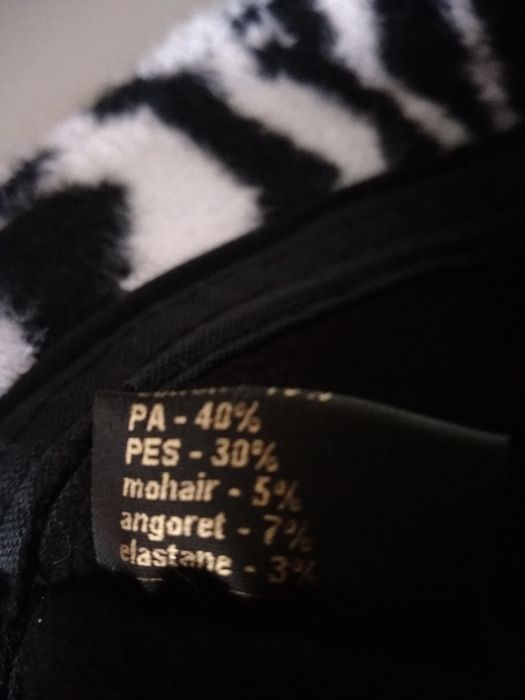 PA - 40%
PES - 30%
mohair - 5%
angoret - 7%
elastane - 3%